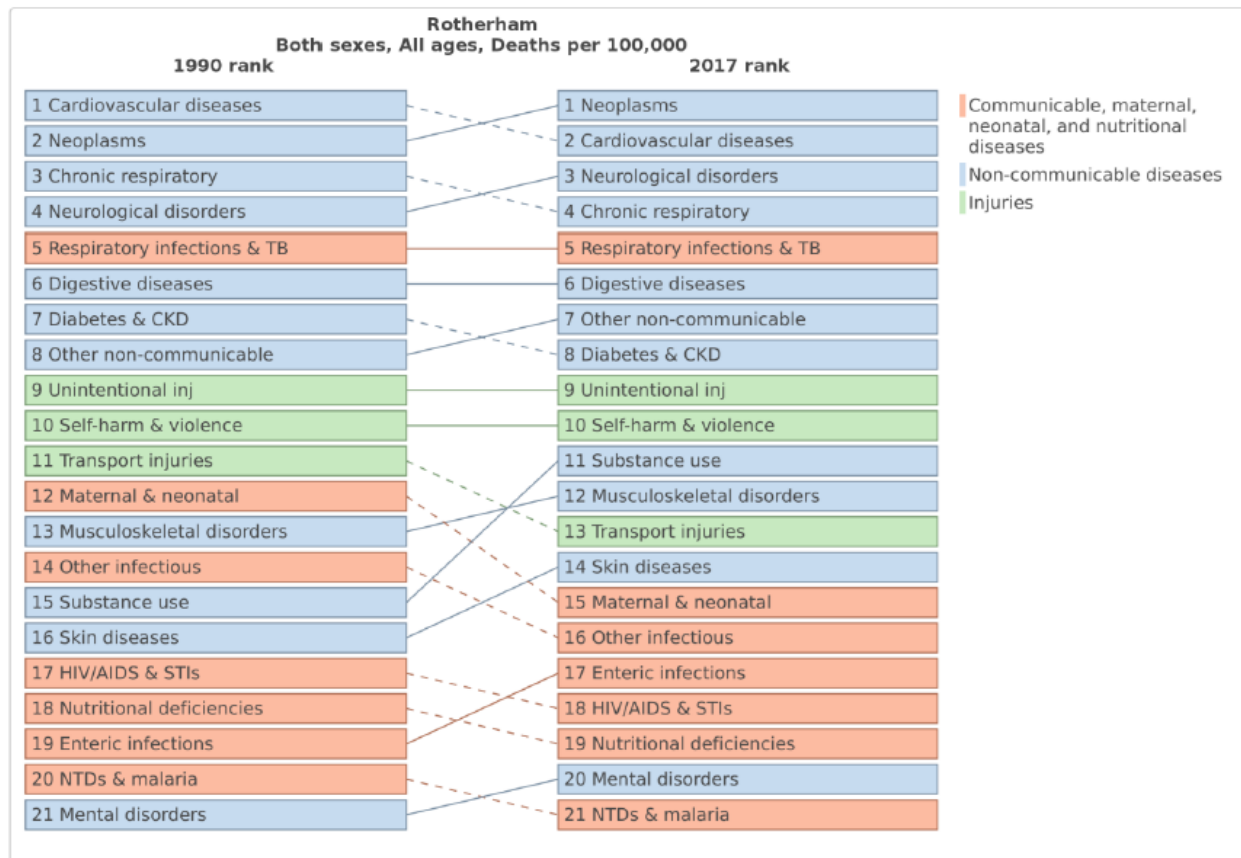 Rotherham
Both sexes, All ages, Deaths per 100,000
1990 rank
2017 rank
1 Cardiovascular diseases
2 Neoplasms
3 Chronic respiratory
4 Neurological disorders
5 Respiratory infections & TB
6 Digestive diseases
7 Diabetes & CKD
8 Other non-communicable
9 Unintentional inj
10 Self-harm & violence
11 Transport injuries
12 Maternal & neonatal
13 Musculoskeletal disorders
14 Other infectious
15 Substance use
16 Skin diseases
17 HIV/AIDS & STIs
18 Nutritional deficiencies
19 Enteric infections
20 NTDs & malaria
21 Mental disorders
1 Neoplasms
2 Cardiovascular diseases
3 Neurological disorders
4 Chronic respiratory
5 Respiratory infections & TB
6 Digestive diseases
7 Other non-communicable
8 Diabetes & CKD
9 Unintentional inj
10 Self-harm & violence
11 Substance use
12 Musculoskeletal disorders
13 Transport injuries
14 Skin diseases
15 Maternal & neonatal
16 Other infectious
17 Enteric infections
18 HIV/AIDS & STIs
19 Nutritional deficiencies
20 Mental disorders
21 NTDs & malaria
Communicable, maternal,
neonatal, and nutritional
diseases
Non-communicable diseases
Injuries